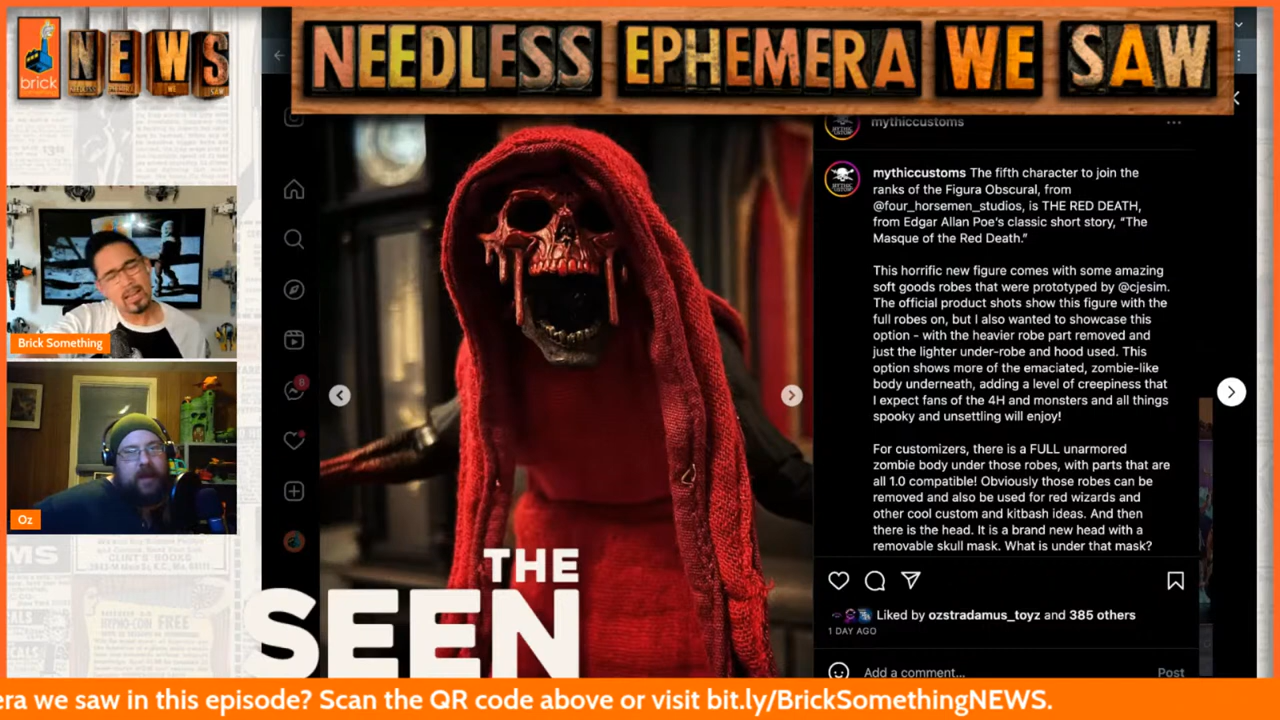 brick
NEWS
NEEDLESS EPHEMERA WE SAW
NEEDLESS EPHEMERA WE SAW
mythiccustoms
mythiccustoms The fifth character to join the
ranks of the Figura Obscural, from
@four_horsemen_studios, is THE RED DEATH,
from Edgar Allan Poe's classic short story, “The
Masque of the Red Death.”
This horrific new figure comes with some amazing
soft goods robes that were prototyped by @cjesim.
The official product shots show this figure with the
full robes on, but I also wanted to showcase this
option - with the heavier robe part removed and
just the lighter under-robe and hood used. This
option shows more of the emaciated, zombie-like
body underneath, adding a level of creepiness that
I expect fans of the 4H and monsters and all things
spooky and unsettling will enjoy!
For customizers, there is a FULL unarmored
zombie body under those robes, with parts that are
all 1.0 compatible! Obviously those robes can be
removed and also be used for red wizards and
other cool custom and kitbash ideas. And then
there is the head. It is a brand new head with a
removable skull mask. What is under that mask?
8
Brick Something
Oz
THE
SEEN
Liked by ozstradamus_toyz and 385 others
1 DAY AGO
Add a comment...
Post
CLINT'S BOOKS
HYPNO-COIN FREE
era we saw in this episode? Scan the QR code above or visit bit.ly/BrickSomethingNEWS.